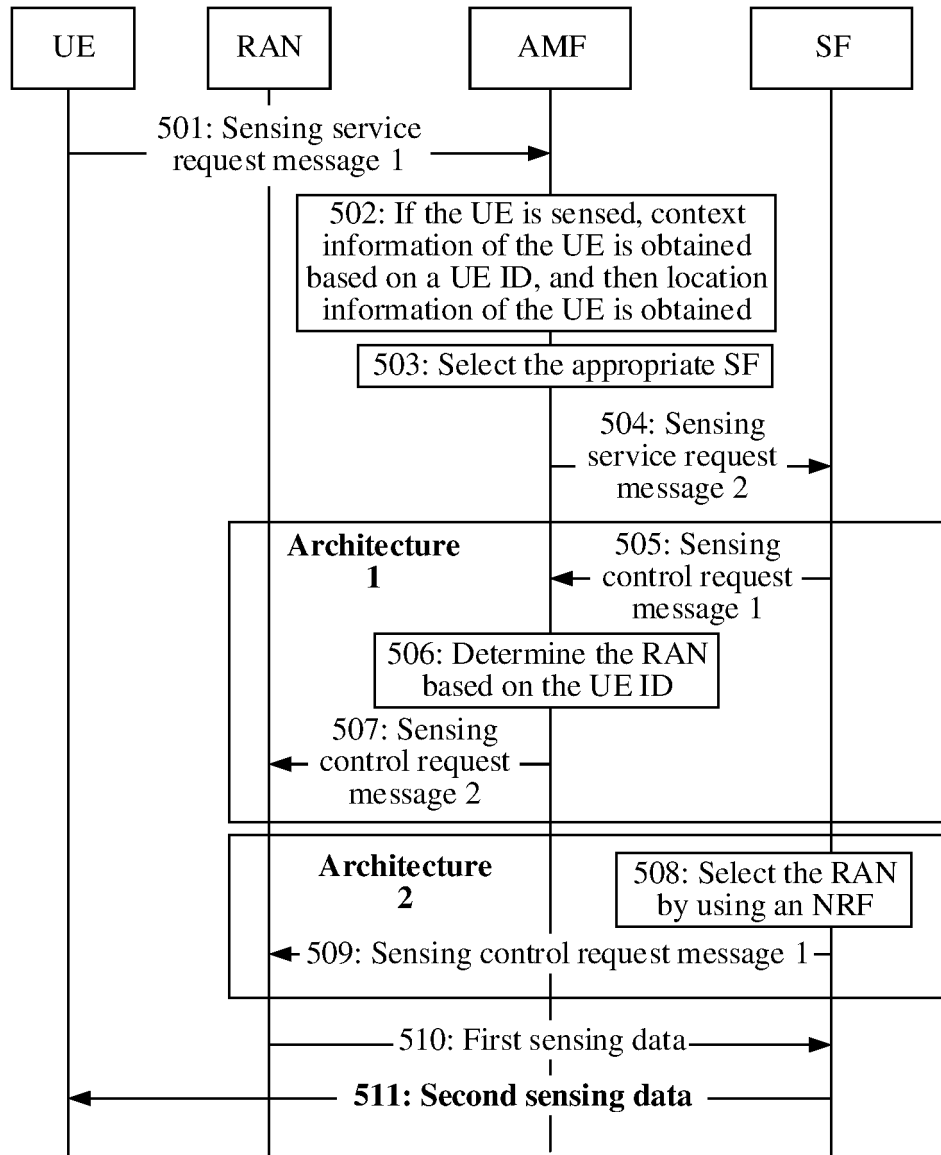 UE RAN AMF SF
501: Sensing service
request message 1
502: If the UE is sensed, context
information of the UE is obtained
based on a UE ID, and then location
information of the UE is obtained
503: Select the appropriate SF
504: Sensing
service request
message 2
Architecture
1
505: Sensing
control request
message 1
506: Determine the RAN
based on the UE ID
507: Sensing
control request
message 2
Architecture
2
508: Select the RAN
by using an NRF
509: Sensing control request message 1
510: First sensing data
511: Second sensing data